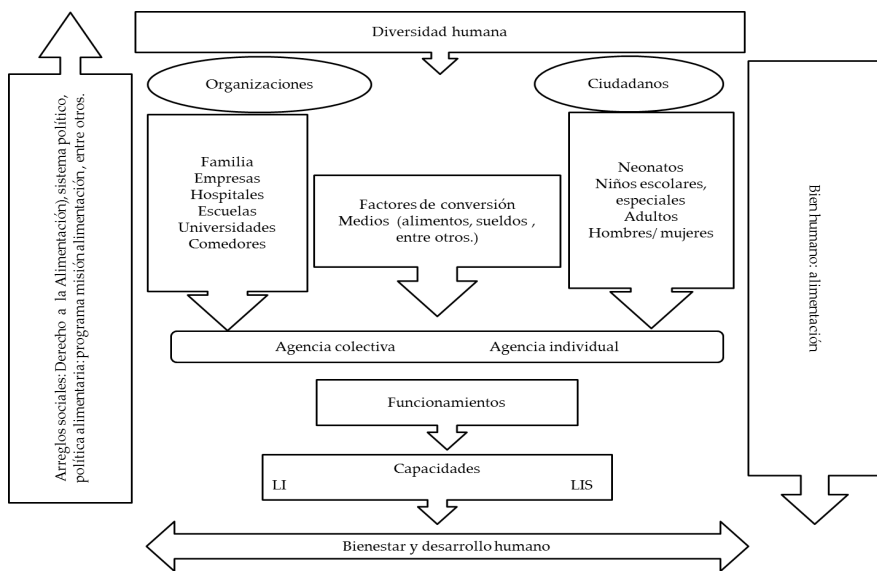 Diversidad humana
Organizaciones
Ciudadanos
Arreglos sociales: Derecho a la Alimentación), sistema político,
política alimentaria: programa misión alimentación, entre otros.
Familia
Empresas
Hospitales
Escuelas
Universidades
Comedores
Factores de conversión
Medios (alimentos, sueldos ,
entre otros.)
Neonatos
Niños escolares,
especiales
Adultos
Hombres/ mujeres
Bien humano: alimentación
Agencia colectiva Agencia individual
Funcionamientos
Capacidades
LI LIS
Bienestar y desarrollo humano